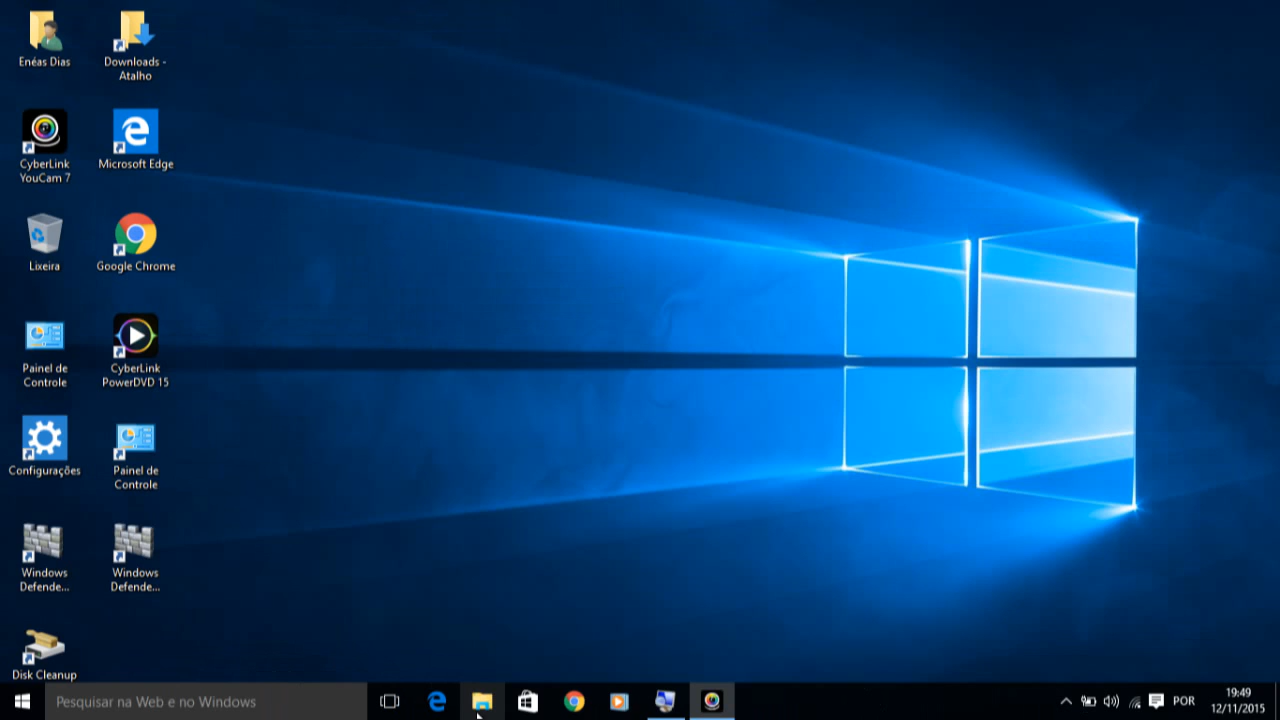 Enéas Dias
Downloads -
Atalho
CyberLink
YouCam 7
Microsoft Edge
Lixeira
Google Chrome
Painel de
Controle
CyberLink
PowerDVD 15
Configurações
Painel de
Controle
Windows
Defende...
Windows
Defende...
Disk Cleanup
Pesquisar na Web e no Windows
POR
19:49
12/11/2015